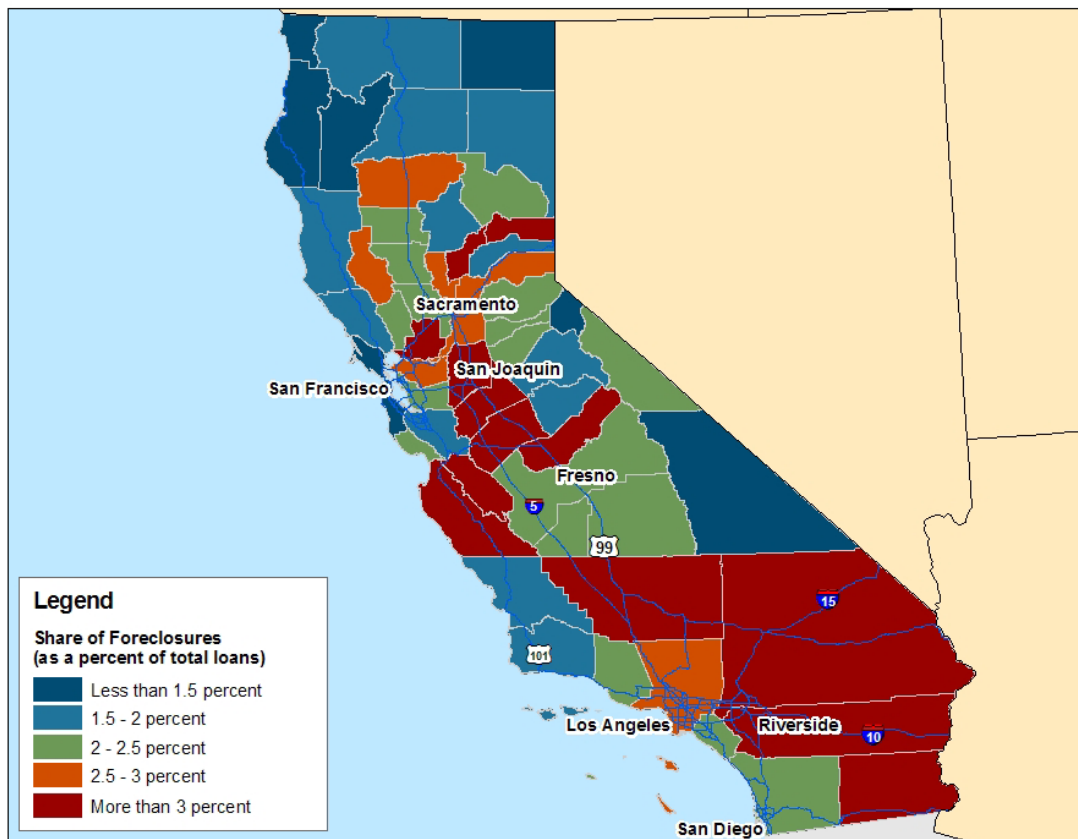 Sacramento
San Joaquin
San Francisco
Fresno
5
99
15
101
Los Angeles
Riverside
10
San Diego
Legend
Share of Foreclosures
(as a percent of total loans)
Less than 1.5 percent
1.5 - 2 percent
2 - 2.5 percent
2.5 - 3 percent
More than 3 percent